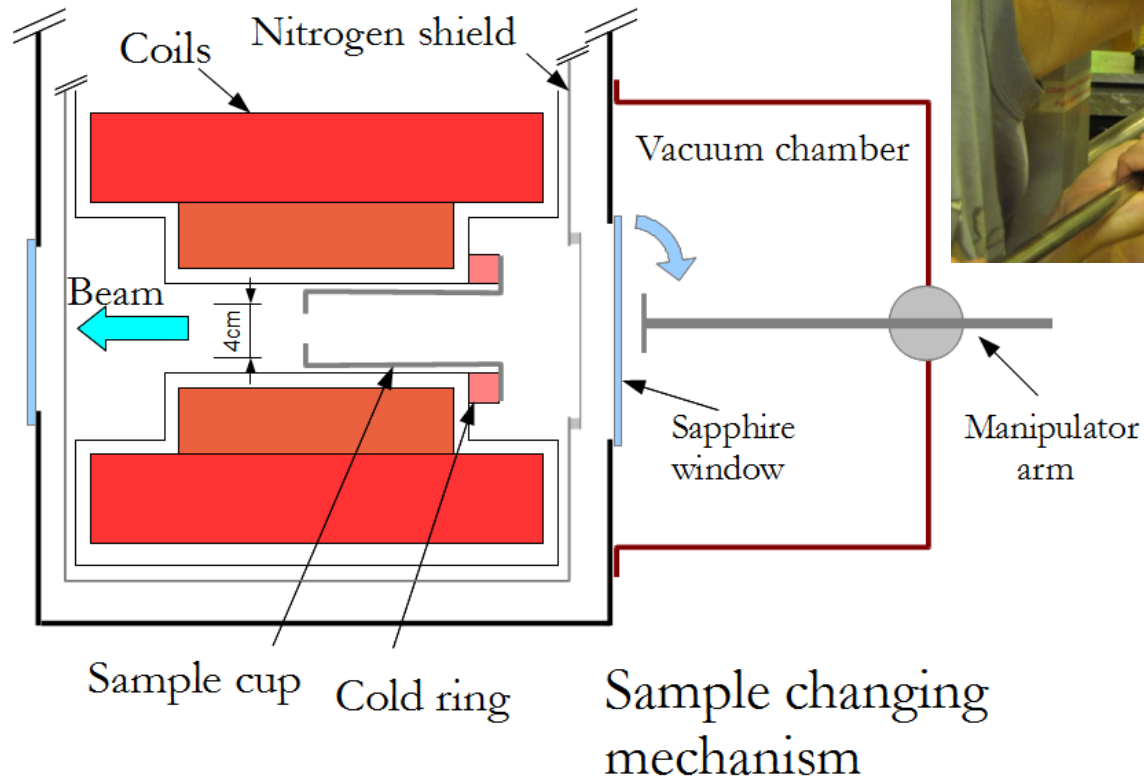 Nitrogen shield
Coils
Vacuum chamber
Beam
4cm
Sapphire
window
Manipulator
arm
Sample cup
Cold ring
Sample changing
mechanism